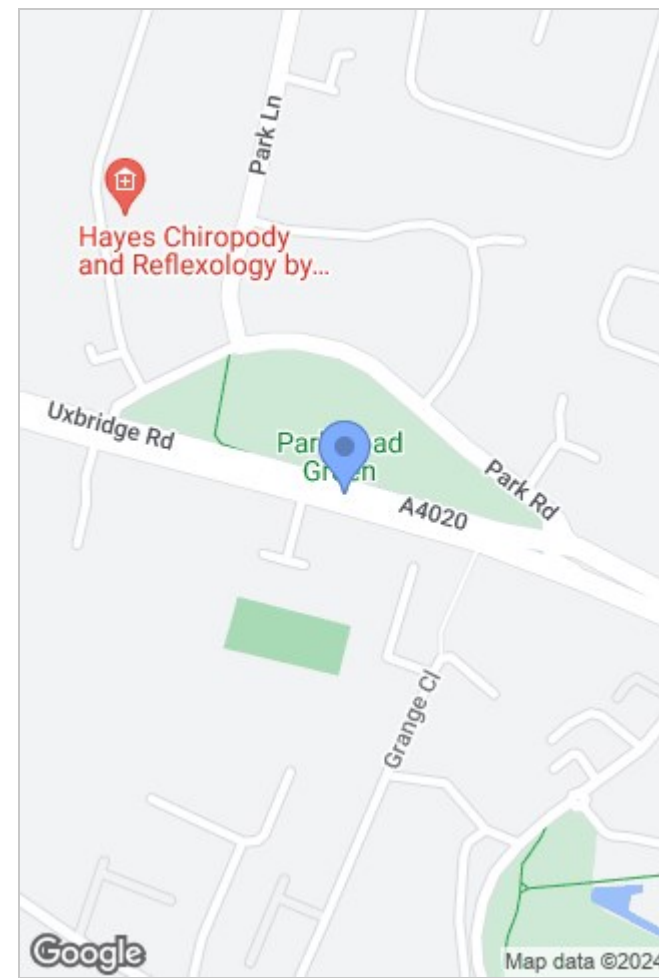 Park Ln
Hayes Chiropody
and Reflexology by...
Uxbridge Rd
Green
Park Rd
A4020
Grange Cl
Google
Map data ©2024